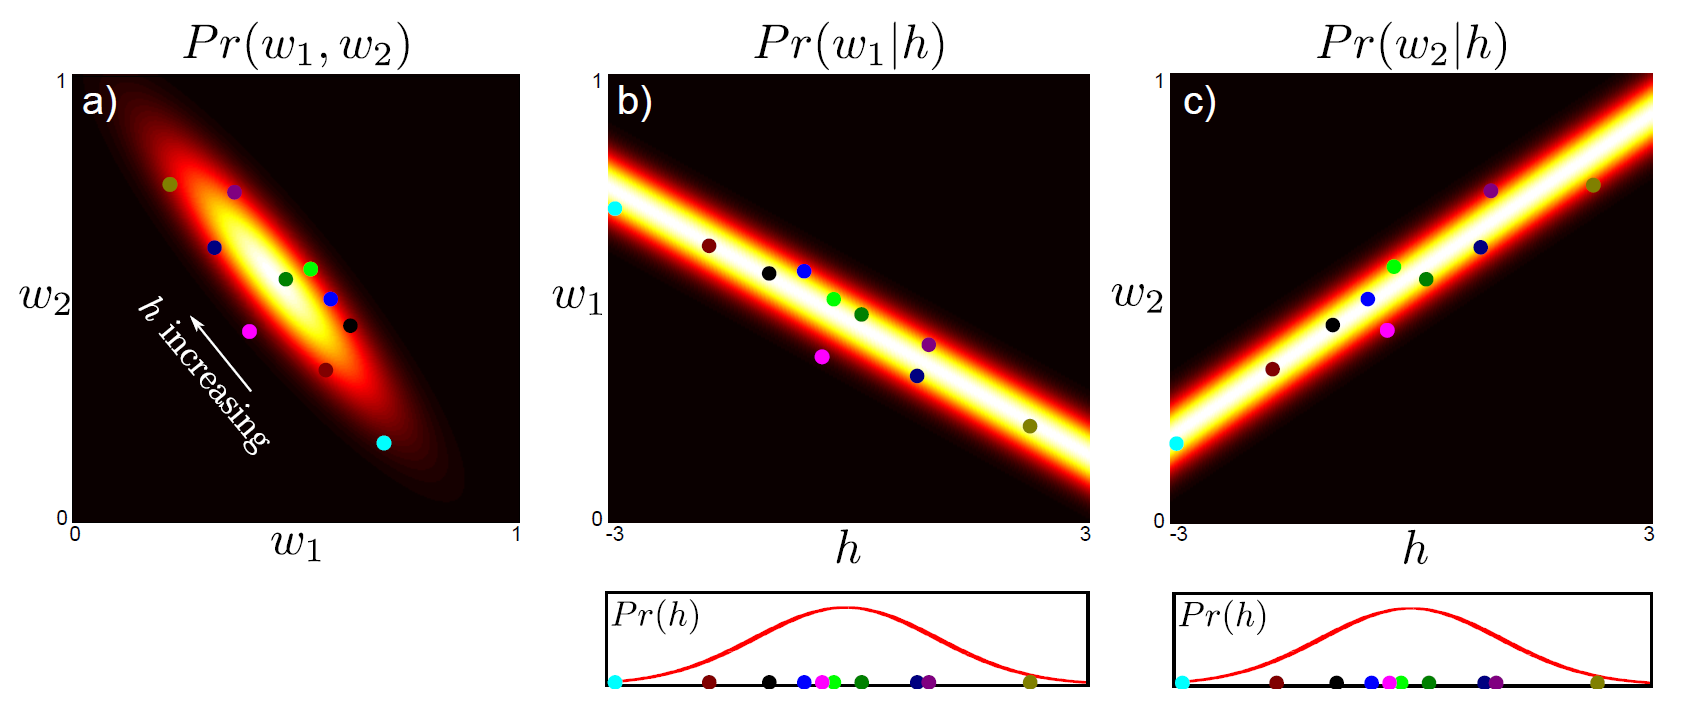 Pr(w₁, w₂)
a)
1
w₂
h increasing
0
0
1
w₁
Pr(w₁|h)
b)
1
w₁
0
-3
3
h
Pr(h)
Pr(w₂|h)
c)
1
w₂
0
-3
3
h
Pr(h)